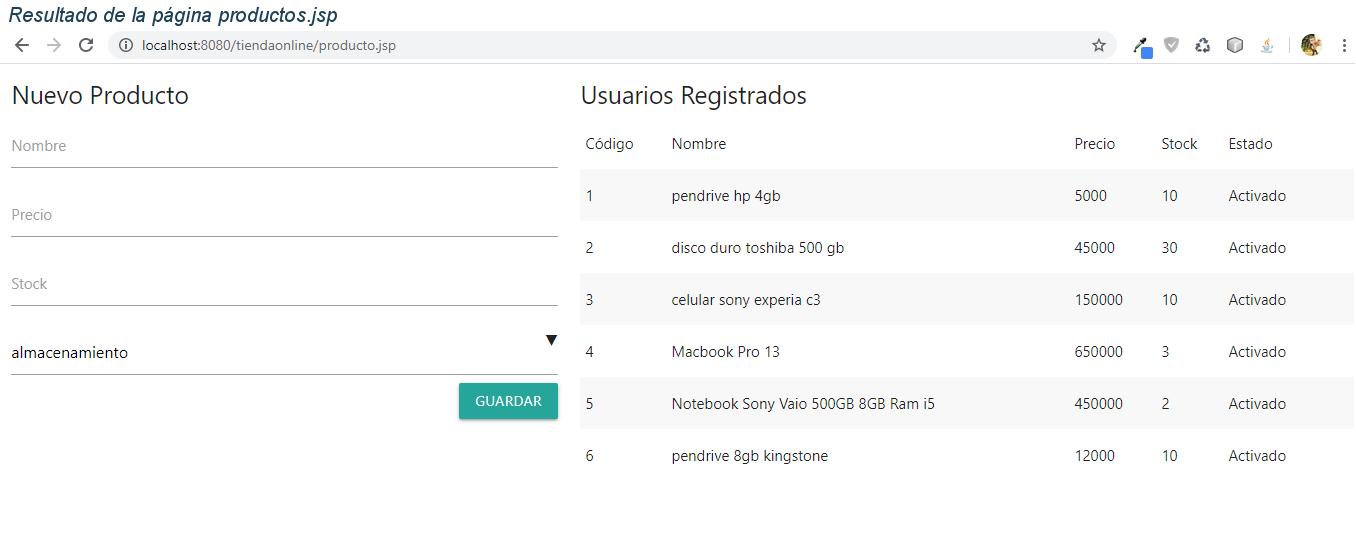 Resultado de la página productos.jsp
localhost:8080/tiendaonline/producto.jsp
Nuevo Producto
Nombre
Precio
Stock
almacenamiento
GUARDAR
Usuarios Registrados
Código Nombre Precio Stock Estado
1 pendrive hp 4gb 5000 10 Activado
2 disco duro toshiba 500 gb 45000 30 Activado
3 celular sony experia c3 150000 10 Activado
4 Macbook Pro 13 650000 3 Activado
5 Notebook Sony Vaio 500GB 8GB Ram i5 450000 2 Activado
6 pendrive 8gb kingstone 12000 10 Activado